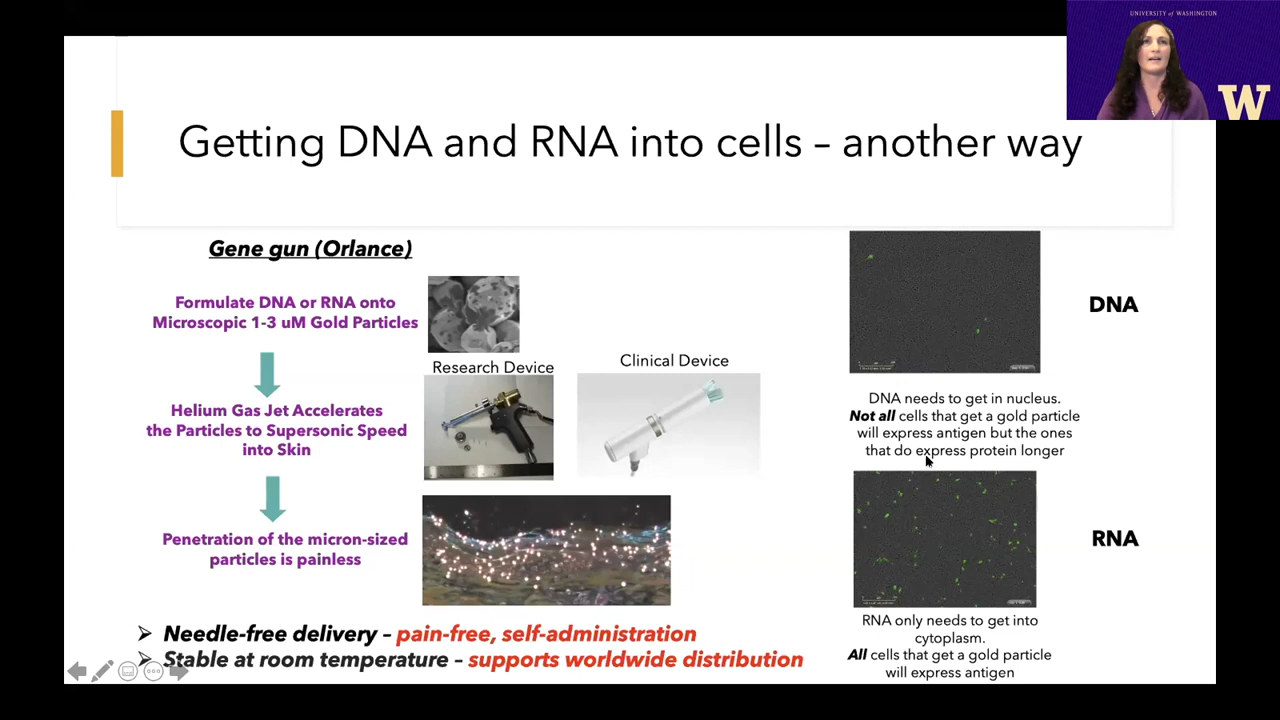 UNIVERSITY of WASHINGTON
W
Getting DNA and RNA into cells – another way
Gene gun (Orlance)
Formulate DNA or RNA onto
Microscopic 1-3 uM Gold Particles
Research Device
Clinical Device
Helium Gas Jet Accelerates
the Particles to Supersonic Speed
into Skin
Penetration of the micron-sized
particles is painless
➢ Needle-free delivery – pain-free, self-administration
➢ Stable at room temperature – supports worldwide distribution
DNA
DNA needs to get in nucleus.
Not all cells that get a gold particle
will express antigen but the ones
that do express protein longer
RNA
RNA only needs to get into
cytoplasm.
All cells that get a gold particle
will express antigen